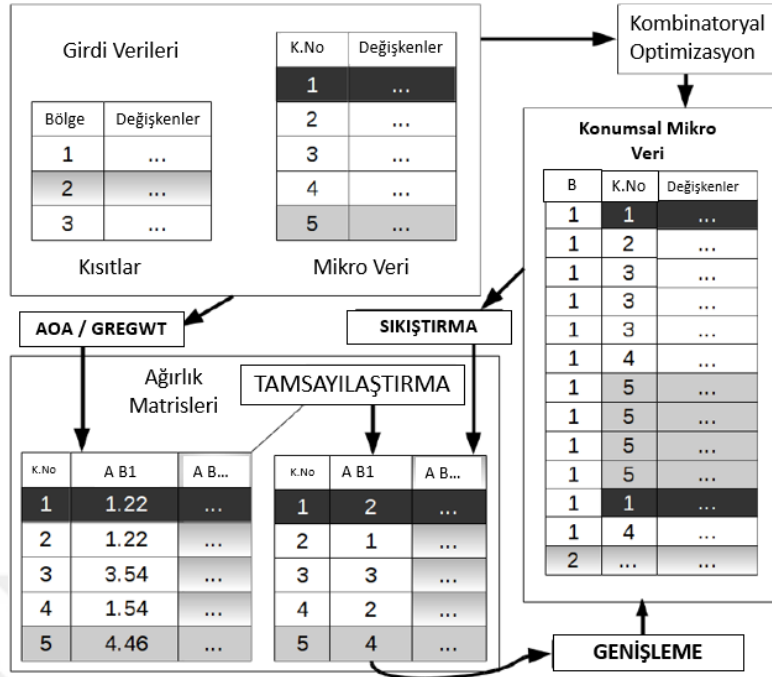 Girdi Verileri
Bölge Değişkenler
1 ...
2 ...
3 ...
Kısıtlar
K.No Değişkenler
1 ...
2 ...
3 ...
4 ...
5 ...
Mikro Veri
Kombinatoryal
Optimizasyon
Konumsal Mikro
Veri
B K.No Değişkenler
1 1 ...
1 2 ...
1 3 ...
1 3 ...
1 3 ...
1 4 ...
1 5 ...
1 5 ...
1 5 ...
1 5 ...
1 1 ...
1 4 ...
2 ... ...
AOA / GREGWT
SIKIŞTIRMA
Ağırlık
Matrisleri
TAMSAYILAŞTIRMA
K.No A B1 A B...
1 1.22 ...
2 1.22 ...
3 3.54 ...
4 1.54 ...
5 4.46 ...
K.No A B1 A B...
1 2 ...
2 1 ...
3 3 ...
4 2 ...
5 4 ...
GENİŞLEME